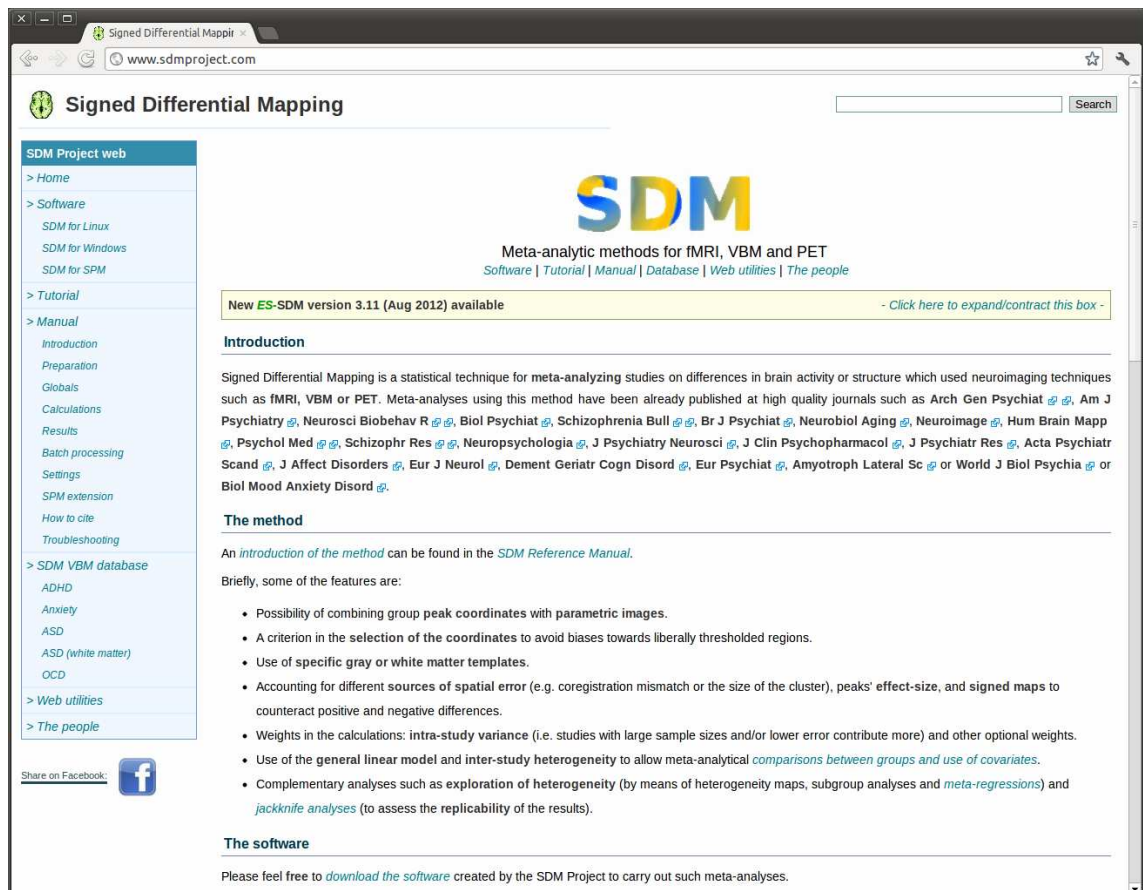 Signed Differential Mappir
www.sdmproject.com
Signed Differential Mapping
Search
SDM Project web
> Home
> Software
SDM for Linux
SDM for Windows
SDM for SPM
> Tutorial
> Manual
Introduction
Preparation
Globals
Calculations
Results
Batch processing
Settings
SPM extension
How to cite
Troubleshooting
> SDM VBM database
ADHD
Anxiety
ASD
ASD (white matter)
OCD
> Web utilities
> The people
Share on Facebook:
f
SDM
Meta-analytic methods for fMRI, VBM and PET
Software | Tutorial | Manual | Database | Web utilities | The people
New ES-SDM version 3.11 (Aug 2012) available - Click here to expand/contract this box -
Introduction
Signed Differential Mapping is a statistical technique for meta-analyzing studies on differences in brain activity or structure which used neuroimaging techniques
such as fMRI, VBM or PET. Meta-analyses using this method have been already published at high quality journals such as Arch Gen Psychiat, Am J
Psychiatry, Neurosci Biobehav R, Biol Psychiat, Schizophrenia Bull, Br J Psychiat, Neurobiol Aging, Neuroimage, Hum Brain Mapp
, Psychol Med, Schizophr Res, Neuropsychologia, J Psychiatry Neurosci, J Clin Psychopharmacol, J Psychiatr Res, Acta Psychiatr
Scand, J Affect Disorders, Eur J Neurol, Dement Geriatr Cogn Disord, Eur Psychiat, Amyotroph Lateral Sc or World J Biol Psychia or
Biol Mood Anxiety Disord.
The method
An introduction of the method can be found in the SDM Reference Manual.
Briefly, some of the features are:
• Possibility of combining group peak coordinates with parametric images.
• A criterion in the selection of the coordinates to avoid biases towards liberally thresholded regions.
• Use of specific gray or white matter templates.
• Accounting for different sources of spatial error (e.g. coregistration mismatch or the size of the cluster), peaks' effect-size, and signed maps to
counteract positive and negative differences.
• Weights in the calculations: intra-study variance (i.e. studies with large sample sizes and/or lower error contribute more) and other optional weights.
• Use of the general linear model and inter-study heterogeneity to allow meta-analytical comparisons between groups and use of covariates.
• Complementary analyses such as exploration of heterogeneity (by means of heterogeneity maps, subgroup analyses and meta-regressions) and
jackknife analyses (to assess the replicability of the results).
The software
Please feel free to download the software created by the SDM Project to carry out such meta-analyses.